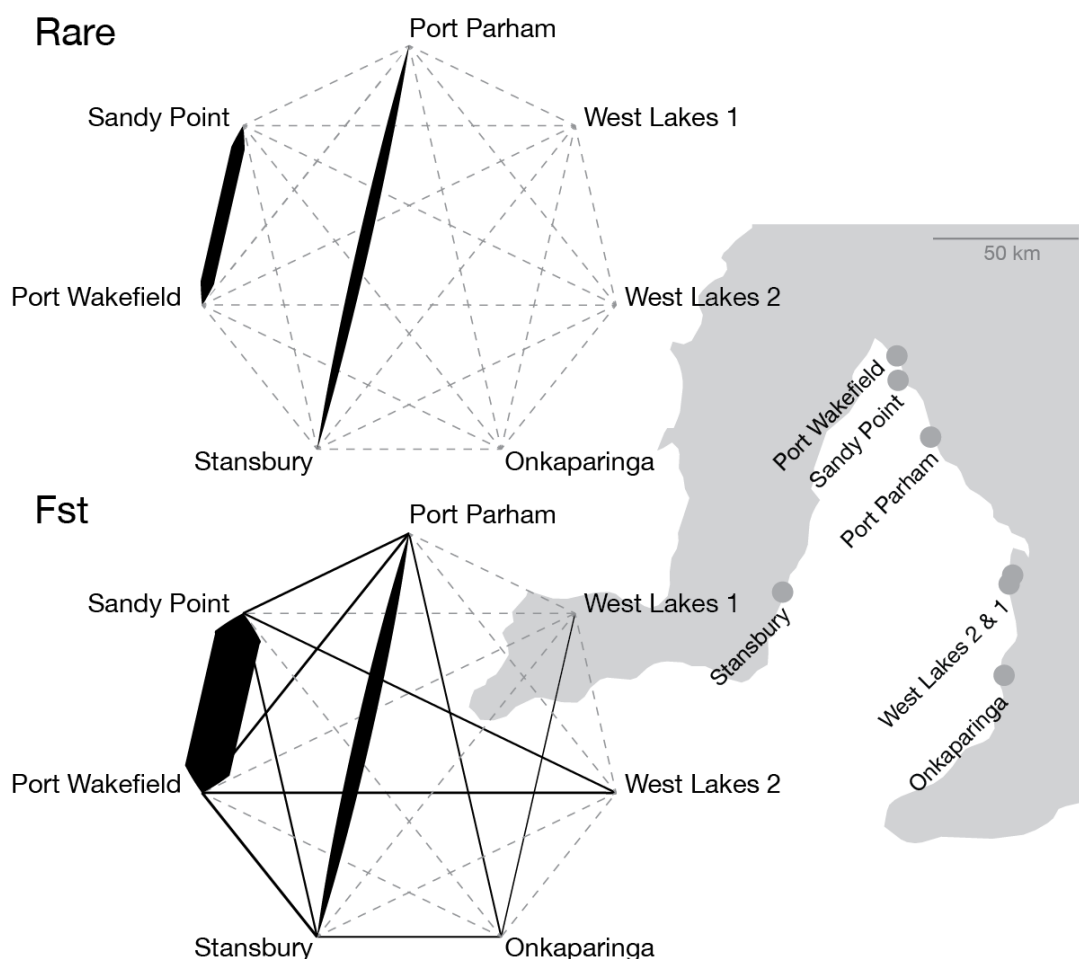 Rare
Port Parham
Sandy Point
West Lakes 1
Port Wakefield
West Lakes 2
Stansbury
Onkaparinga
50 km
Port Wakefield
Sandy Point
Port Parham
Stansbury
West Lakes 2 & 1
Onkaparinga
Fst
Port Parham
Sandy Point
West Lakes 1
Port Wakefield
West Lakes 2
Stansbury
Onkaparinga